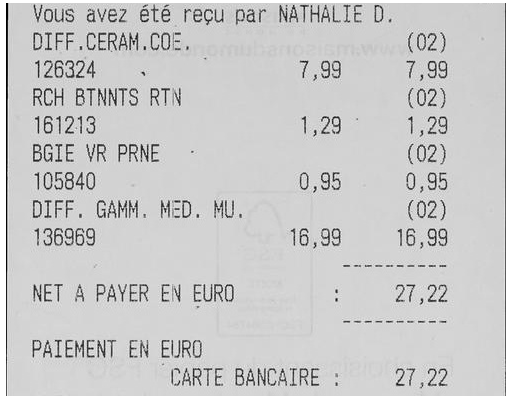 Vous avez été reçu par NATHALIE D.
DIFF.CERAM.COE. (02)
126324 7,99 7,99
RCH BTNNTS RTN (02)
161213 1,29 1,29
BGIE VR PRNE (02)
105840 0,95 0,95
DIFF. GAMM. MED. MU. (02)
136969 16,99 16,99
----------
NET A PAYER EN EURO : 27,22
----------
PAIEMENT EN EURO
CARTE BANCAIRE : 27,22